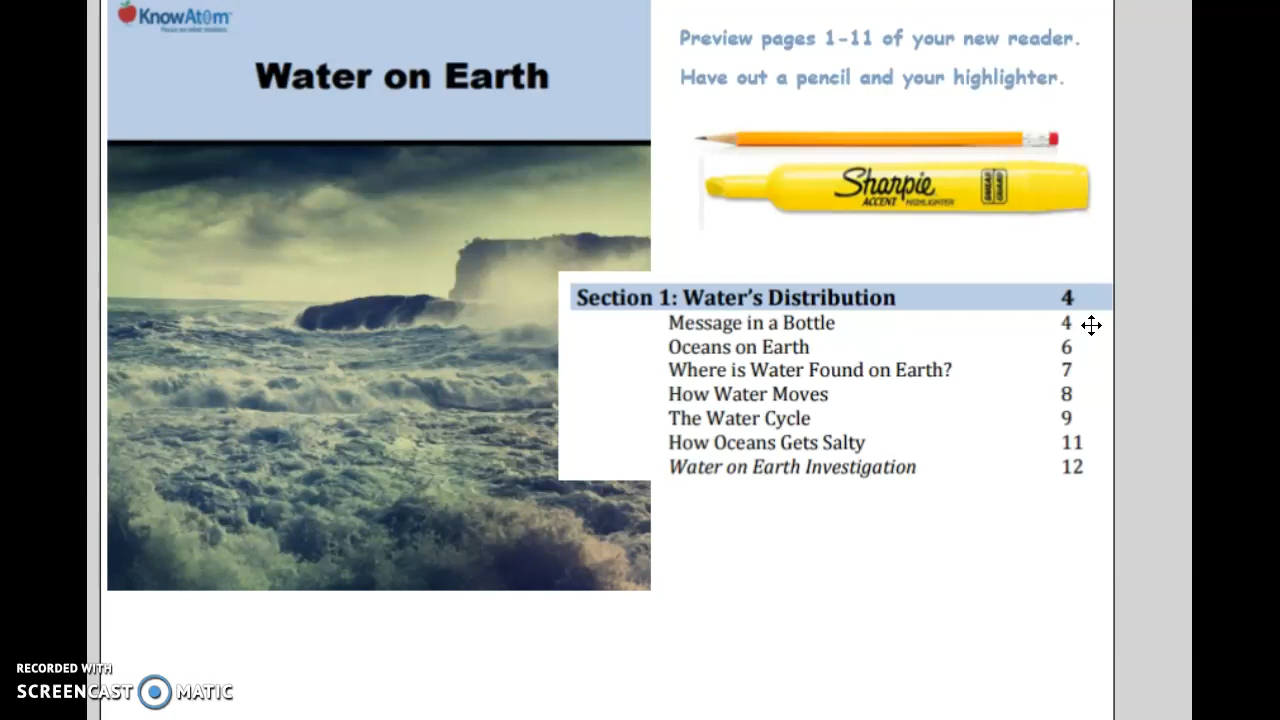 KnowAtom
Water on Earth
Preview pages 1-11 of your new reader.
Have out a pencil and your highlighter.
Sharpie
ACCENT HIGHLIGHTER
SMEAR GUARD
Section 1: Water's Distribution 4
Message in a Bottle 4
Oceans on Earth 6
Where is Water Found on Earth? 7
How Water Moves 8
The Water Cycle 9
How Oceans Gets Salty 11
Water on Earth Investigation 12
RECORDED WITH
SCREENCAST MATIC